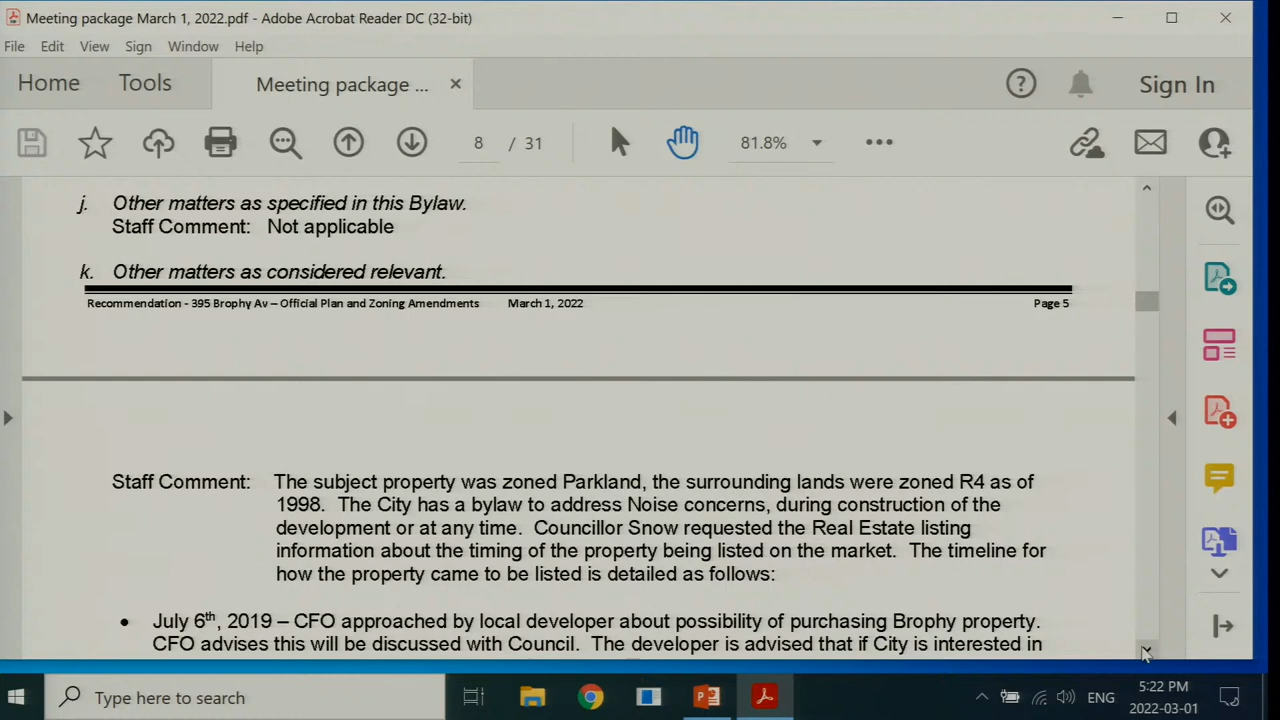 Meeting package March 1, 2022.pdf - Adobe Acrobat Reader DC (32-bit)
File Edit View Sign Window Help
Home Tools Meeting package ... Sign In
8 / 31 81.8%
j. Other matters as specified in this Bylaw.
Staff Comment: Not applicable
k. Other matters as considered relevant.
Recommendation - 395 Brophy Av – Official Plan and Zoning Amendments March 1, 2022 Page 5
Staff Comment: The subject property was zoned Parkland, the surrounding lands were zoned R4 as of
1998. The City has a bylaw to address Noise concerns, during construction of the
development or at any time. Councillor Snow requested the Real Estate listing
information about the timing of the property being listed on the market. The timeline for
how the property came to be listed is detailed as follows:
• July 6th, 2019 – CFO approached by local developer about possibility of purchasing Brophy property.
CFO advises this will be discussed with Council. The developer is advised that if City is interested in
Type here to search
ENG
5:22 PM
2022-03-01